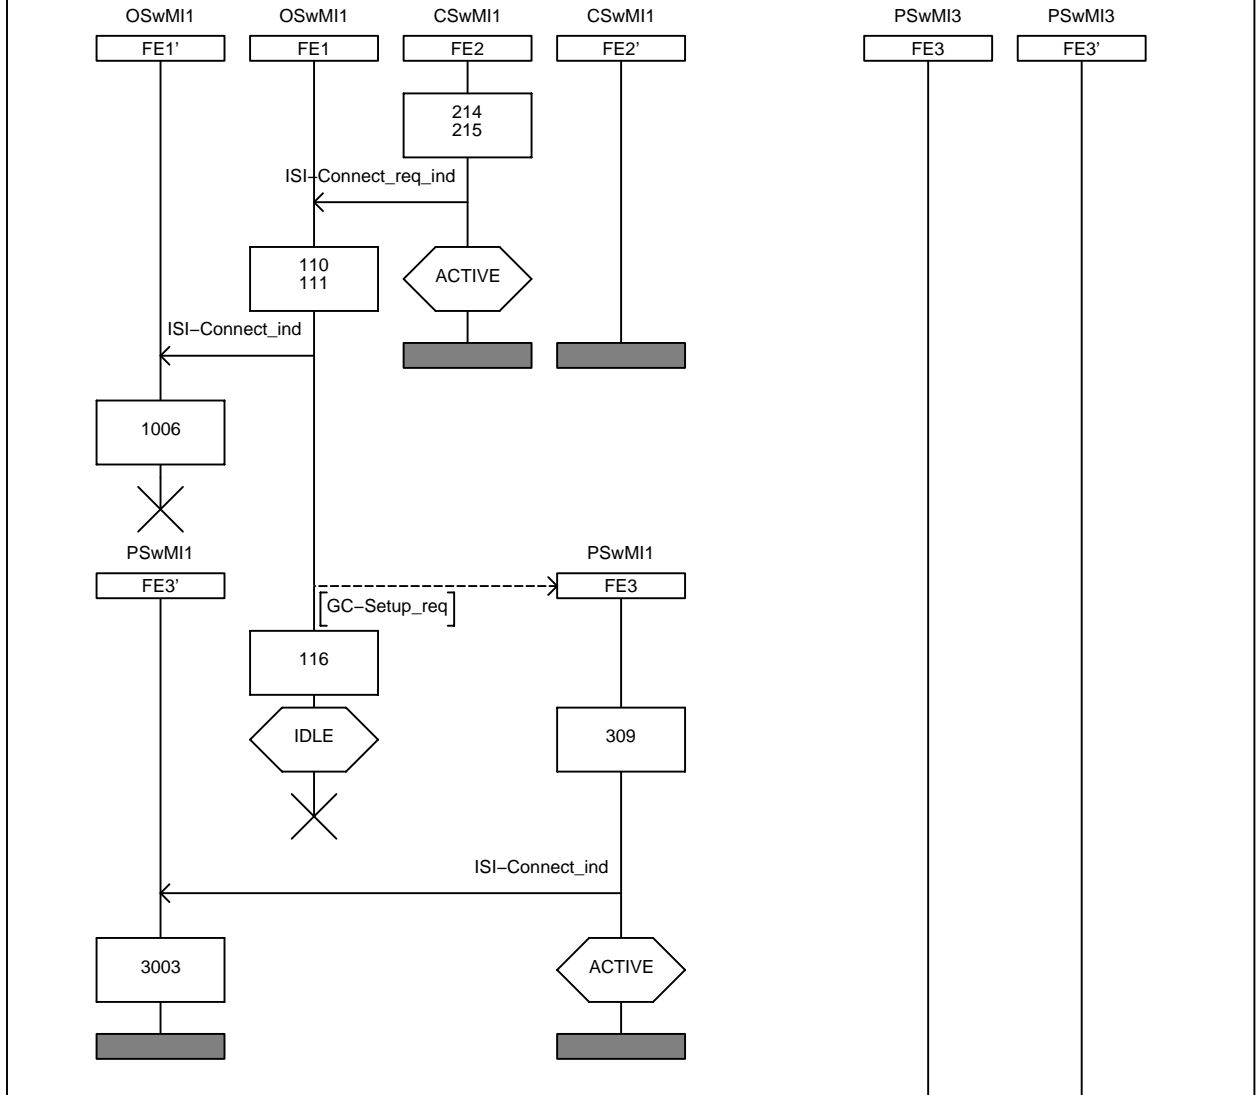 OSwMI1 OSwMI1 CSwMI1 CSwMI1 PSwMI3 PSwMI3
FE1' FE1 FE2 FE2' FE3 FE3'
214
215
ISI–Connect_req_ind
110
111
ACTIVE
ISI–Connect_ind
1006
PSwMI1 PSwMI1
FE3' FE3
GC–Setup_req
116
IDLE 309
ISI–Connect_ind
3003 ACTIVE